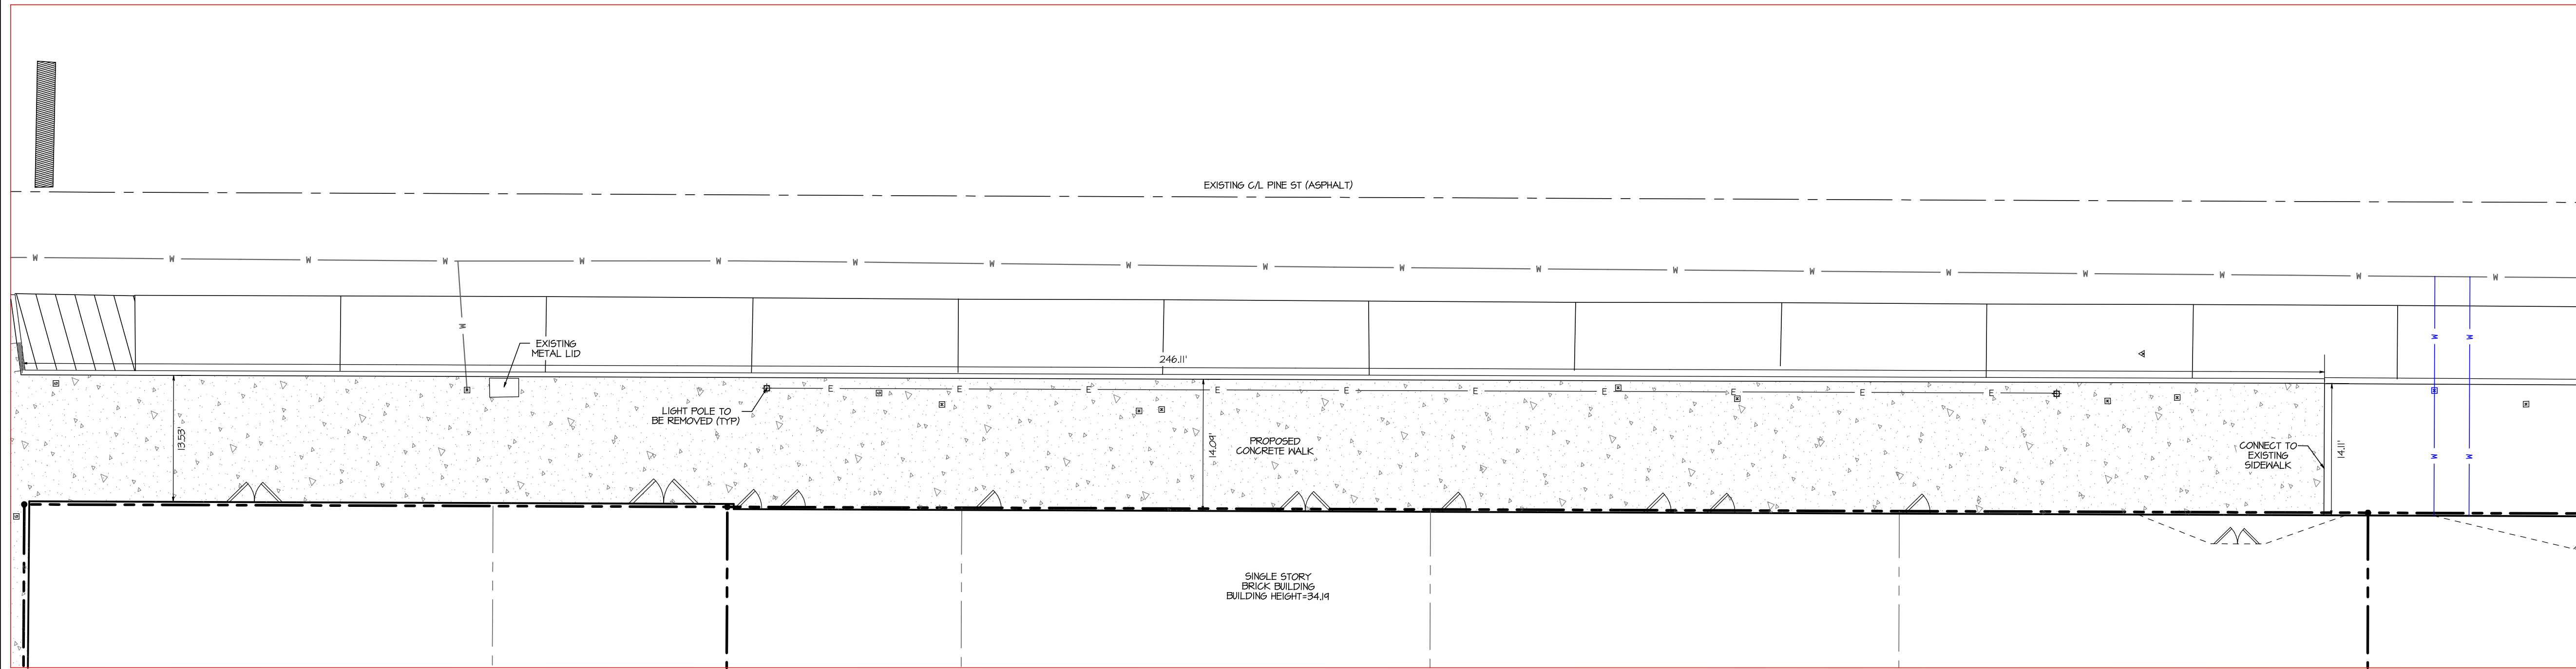 EXISTING C/L PINE ST (ASPHALT)
W W W W W W W W W W W W W W W W W W W
W
W W
EXISTING
METAL LID
246.11'
E E E E E E E E E E
LIGHT POLE TO
BE REMOVED (TYP)
13.53'
14.09'
PROPOSED
CONCRETE WALK
CONNECT TO
EXISTING
SIDEWALK
14.11'
W W
SINGLE STORY
BRICK BUILDING
BUILDING HEIGHT=34.19